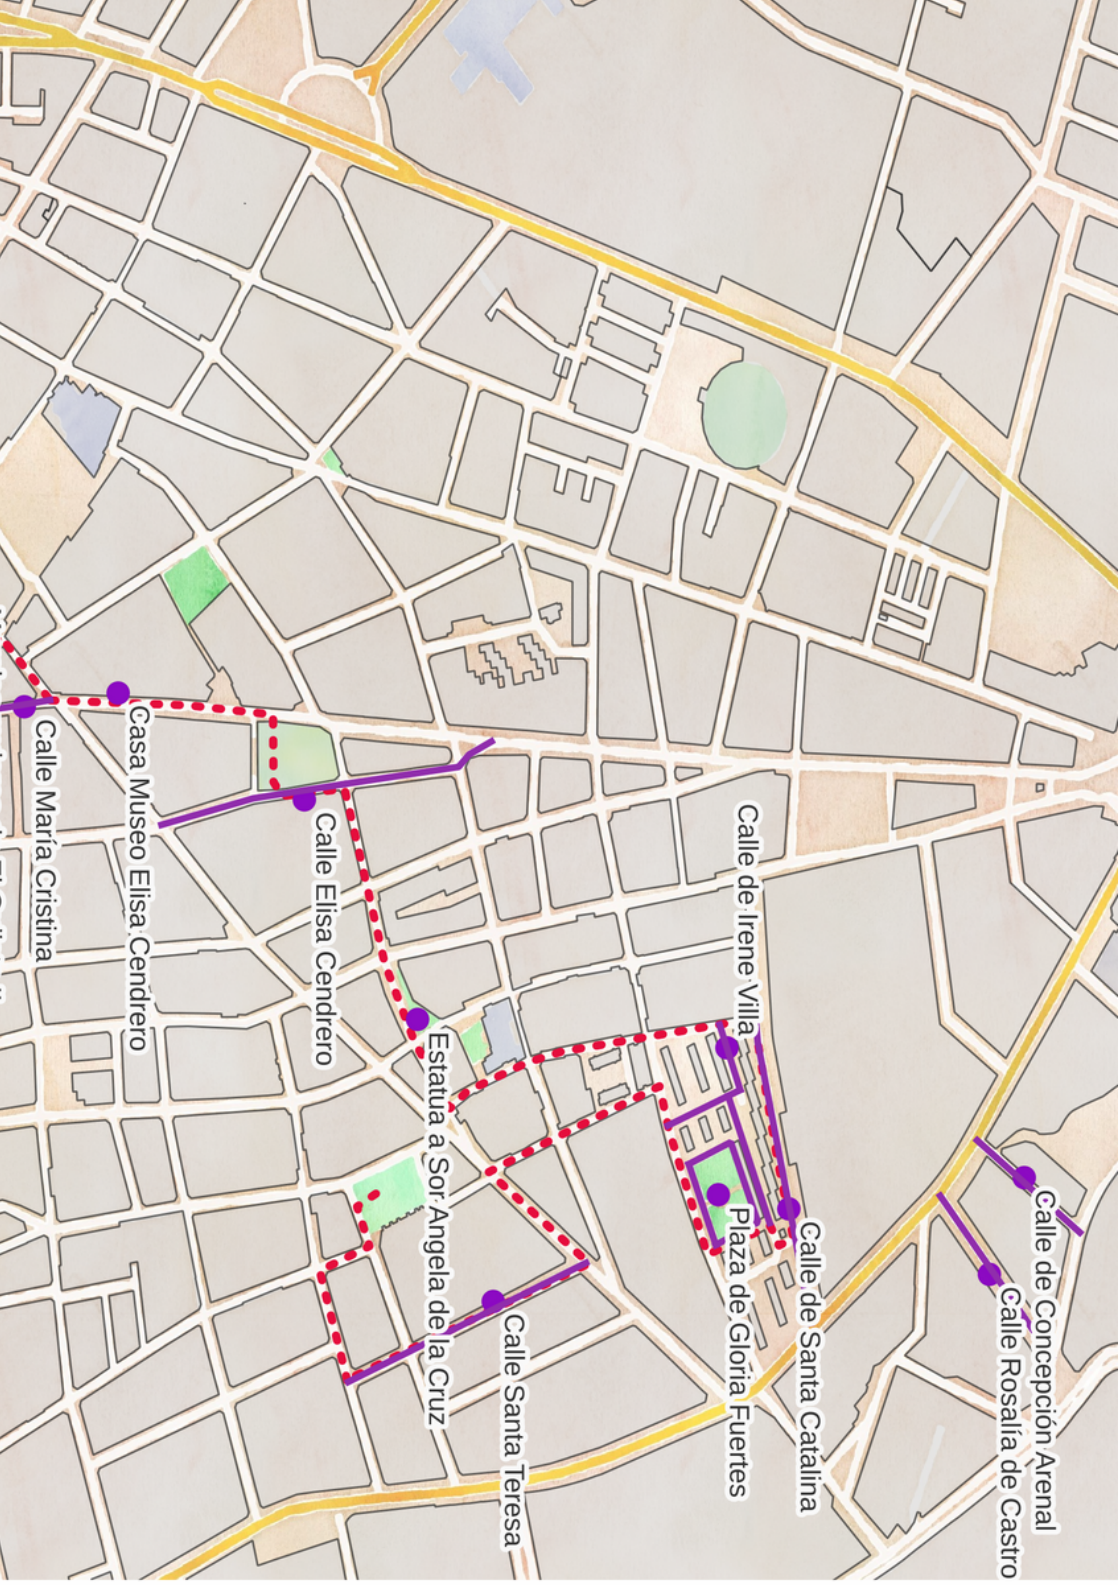 Calle de Concepción Arenal
Calle Rosalía de Castro
Calle de Santa Catalina
Calle de Irene Villa
Plaza de Gloria Fuertes
Calle Santa Teresa
Estatua a Sor Ángela de la Cruz
Calle Elisa Cendrero
Casa Museo Elisa Cendrero
Calle María Cristina